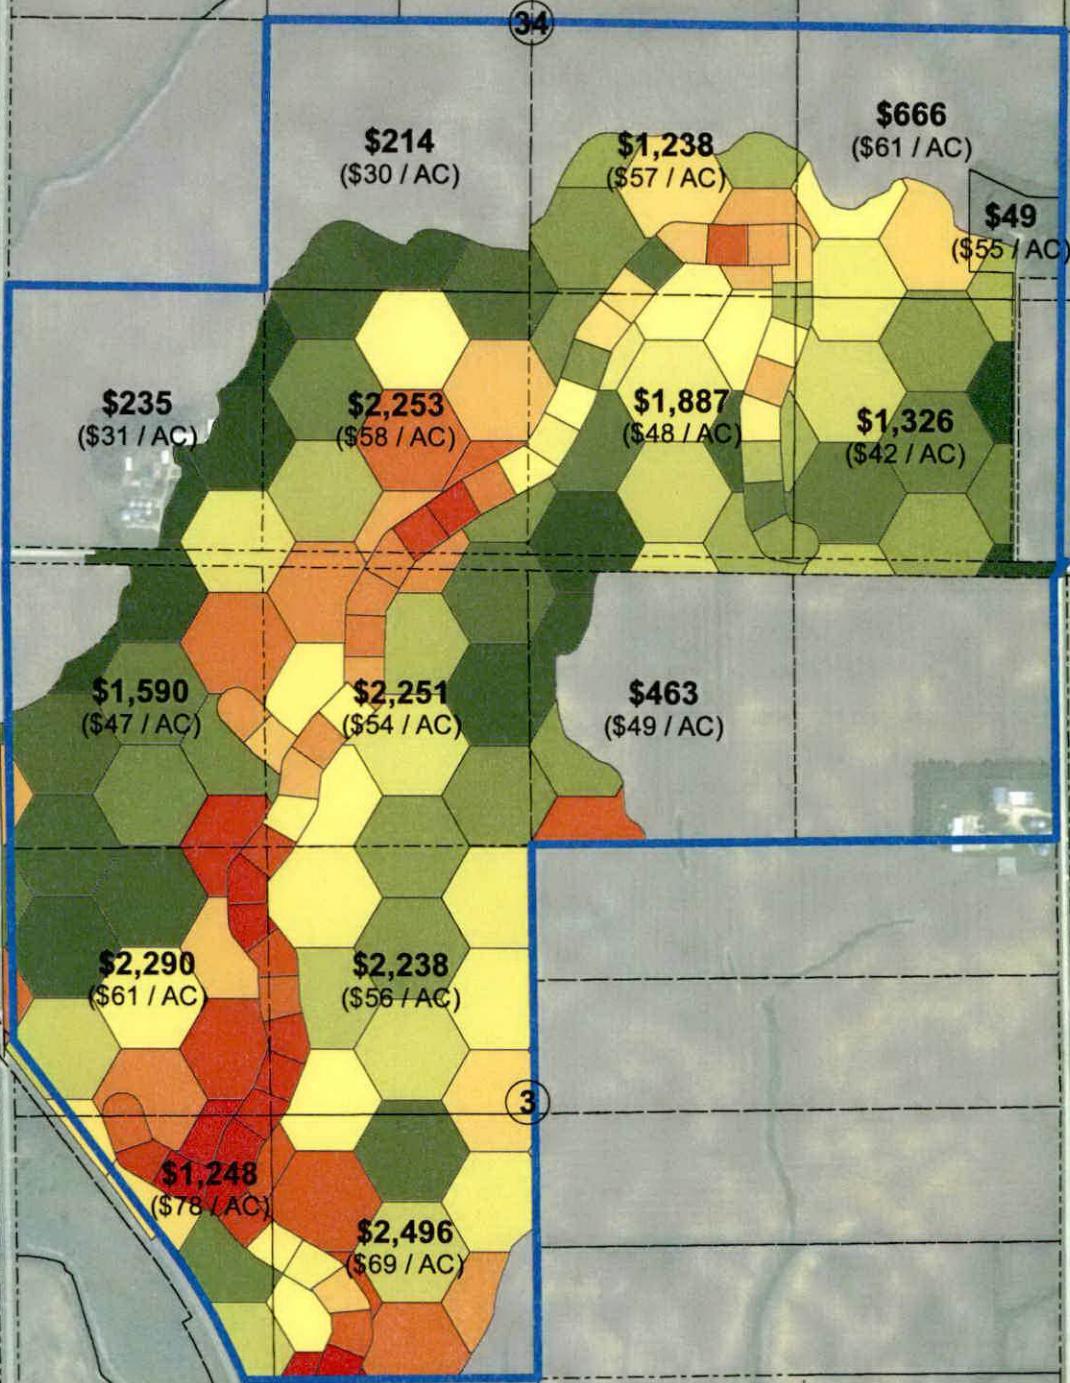 34
$214
($30 / AC)
$1,238
($57 / AC)
$666
($61 / AC)
$49
($55 / AC)
$235
($31 / AC)
$2,253
($58 / AC)
$1,887
($48 / AC)
$1,326
($42 / AC)
$1,590
($47 / AC)
$2,251
($54 / AC)
$463
($49 / AC)
$2,290
($61 / AC)
$2,238
($56 / AC)
3
$1,248
($78 / AC)
$2,496
($69 / AC)